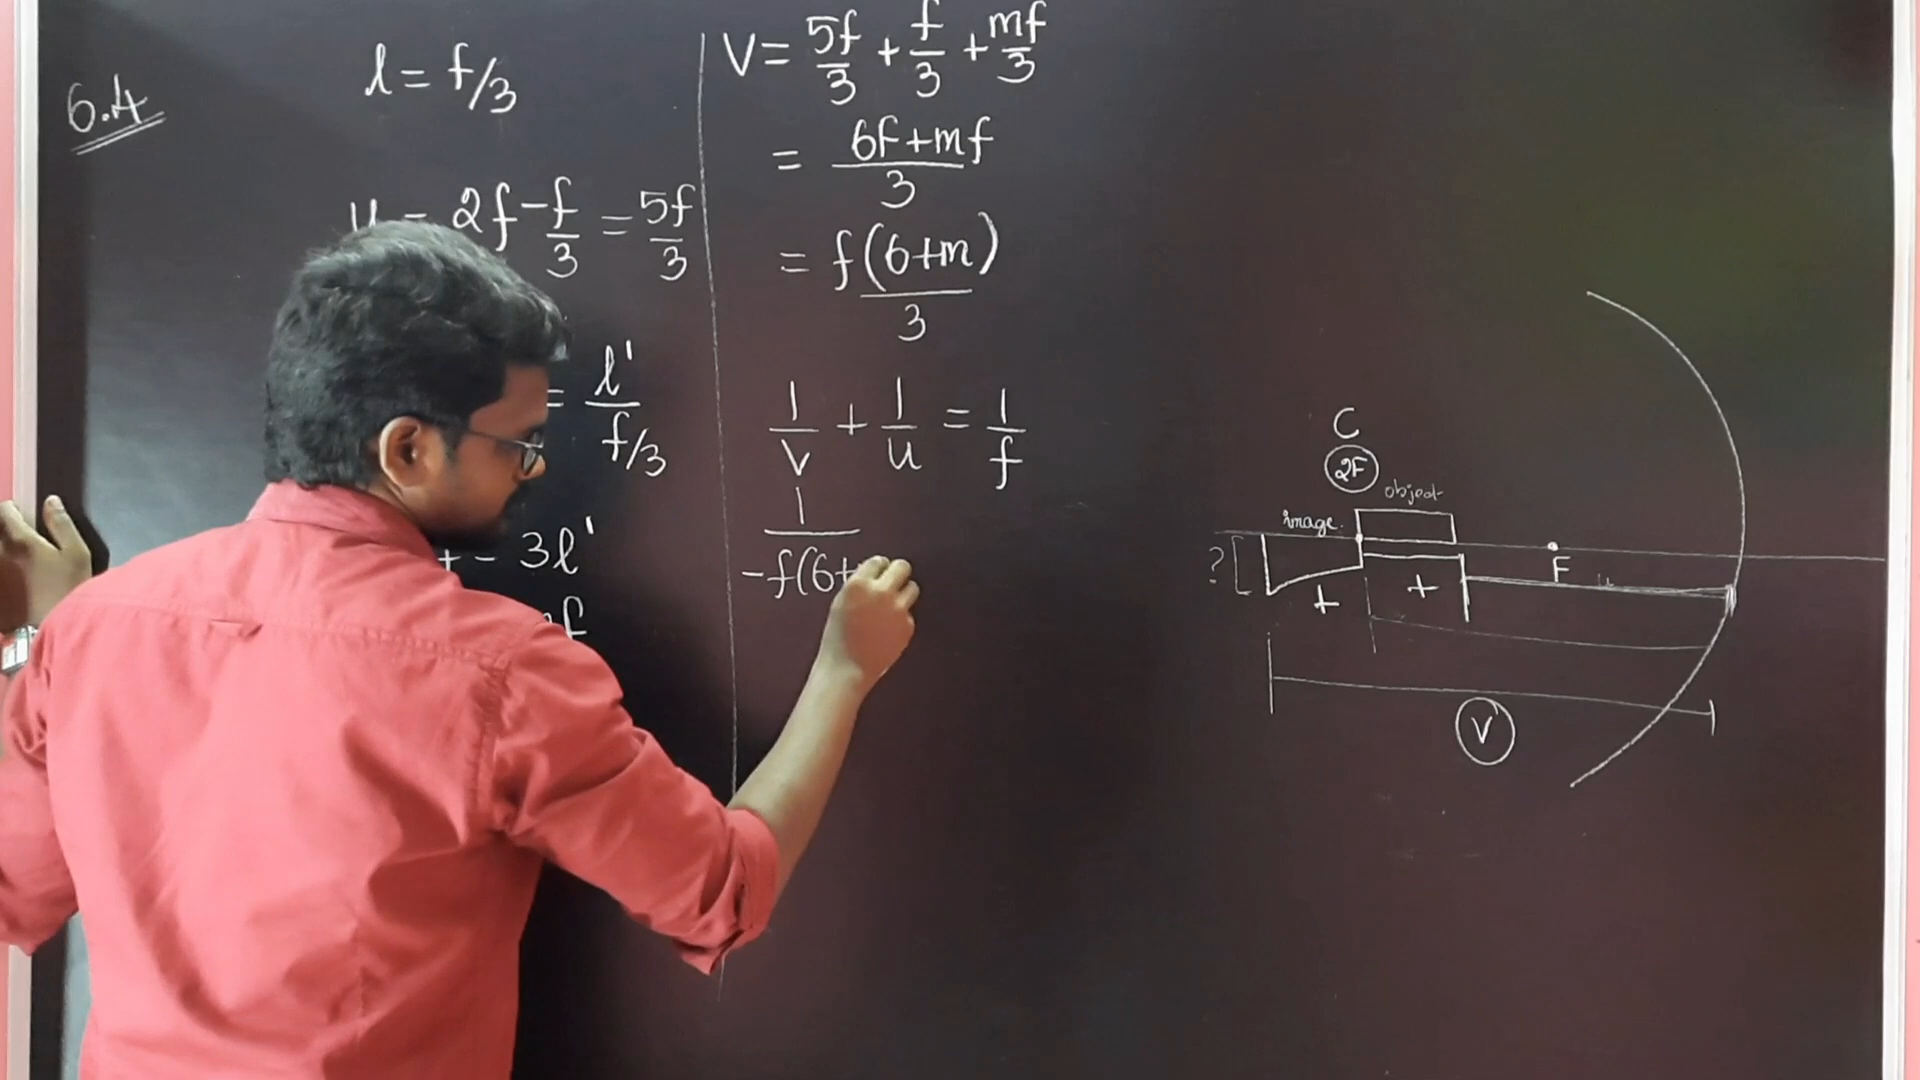 6.4
l = f/3
u = 2f - f/3 = 5f/3
= l'/f/3
= 3l'
mf
V = 5f/3 + f/3 + mf/3
= 6f+mf/3
= f(6+m)/3
1/v + 1/u = 1/f
1/-f(6+
C
2F
object
image.
?
F
u
+ +
V